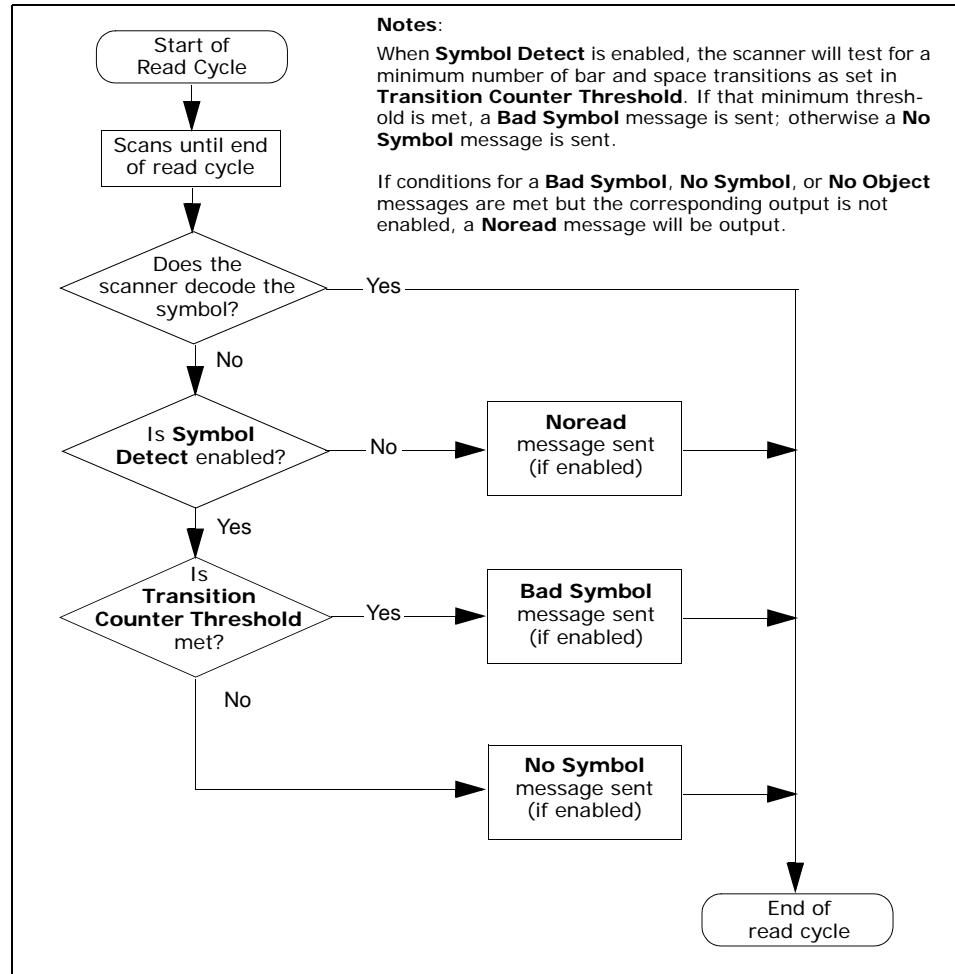 Start of
Read Cycle
Notes:
When Symbol Detect is enabled, the scanner will test for a
minimum number of bar and space transitions as set in
Transition Counter Threshold. If that minimum thresh-
old is met, a Bad Symbol message is sent; otherwise a No
Symbol message is sent.
If conditions for a Bad Symbol, No Symbol, or No Object
messages are met but the corresponding output is not
enabled, a Noread message will be output.
Scans until end
of read cycle
Does the
scanner decode the
symbol?
Yes
No
Is Symbol
Detect enabled?
No
Noread
message sent
(if enabled)
Yes
Is
Transition
Counter Threshold
met?
Yes
Bad Symbol
message sent
(if enabled)
No
No Symbol
message sent
(if enabled)
End of
read cycle